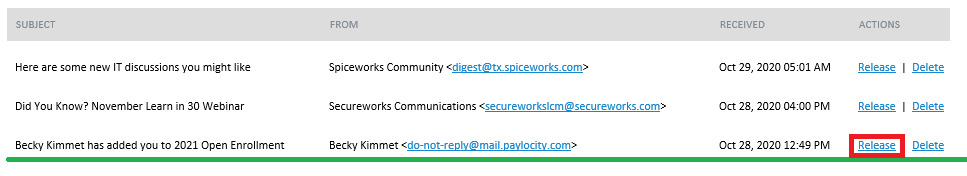 SUBJECT FROM RECEIVED ACTIONS
Here are some new IT discussions you might like Spiceworks Community <digest@tx.spiceworks.com> Oct 29, 2020 05:01 AM Release | Delete
Did You Know? November Learn in 30 Webinar Secureworks Communications <secureworkslcm@secureworks.com> Oct 28, 2020 04:00 PM Release | Delete
Becky Kimmet has added you to 2021 Open Enrollment Becky Kimmet <do-not-reply@mail.paylocity.com> Oct 28, 2020 12:49 PM Release Delete